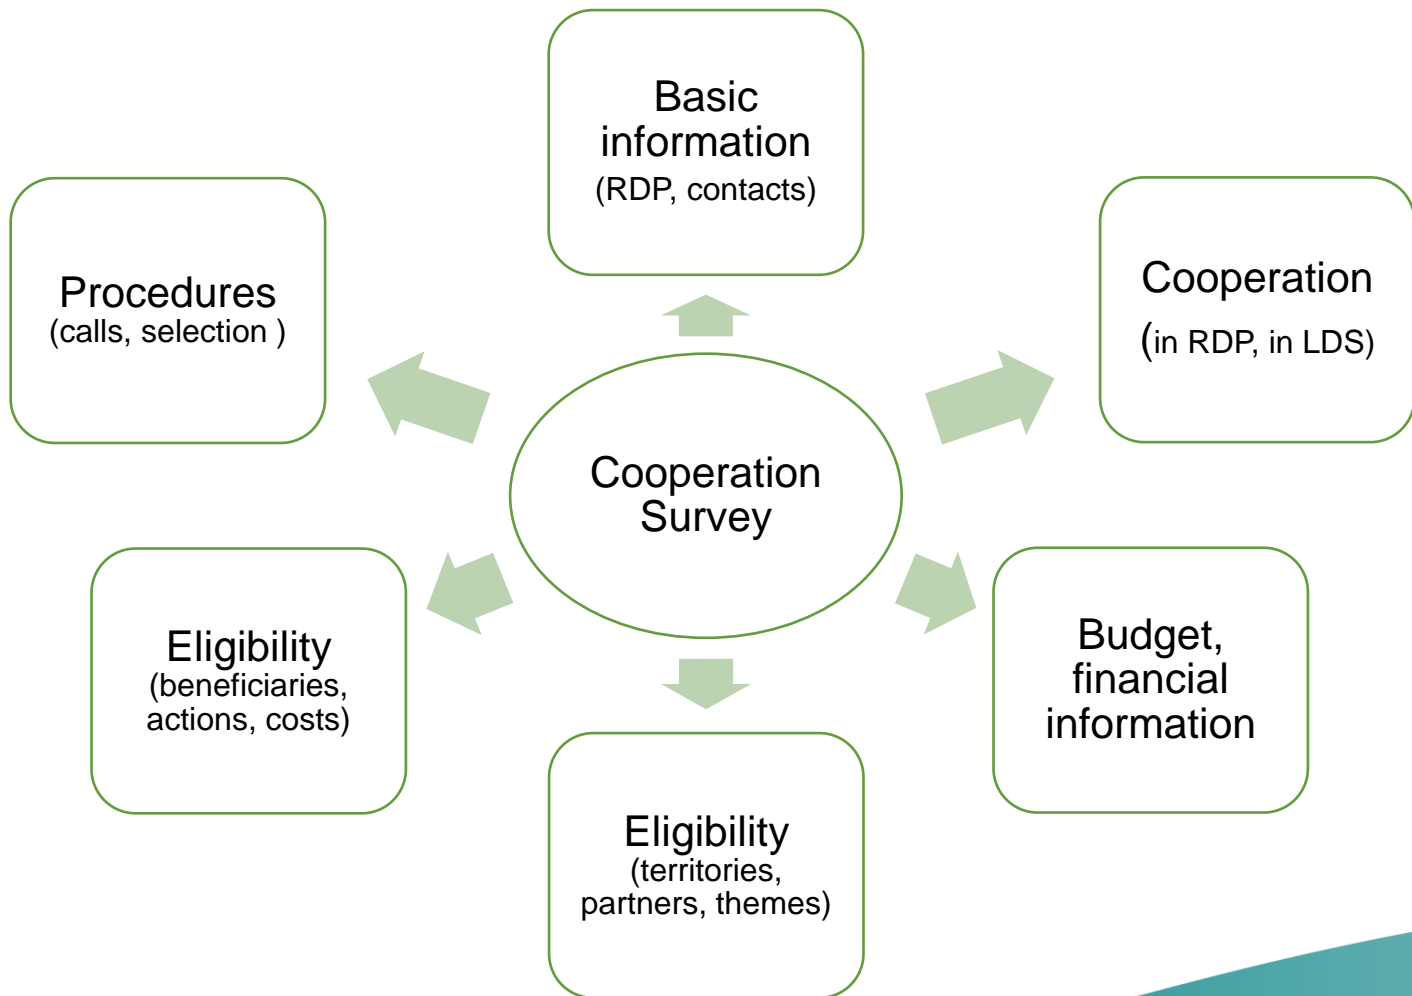 Basic
information
(RDP, contacts)
Procedures
(calls, selection )
Cooperation
(in RDP, in LDS)
Cooperation
Survey
Eligibility
(beneficiaries,
actions, costs)
Budget,
financial
information
Eligibility
(territories,
partners, themes)